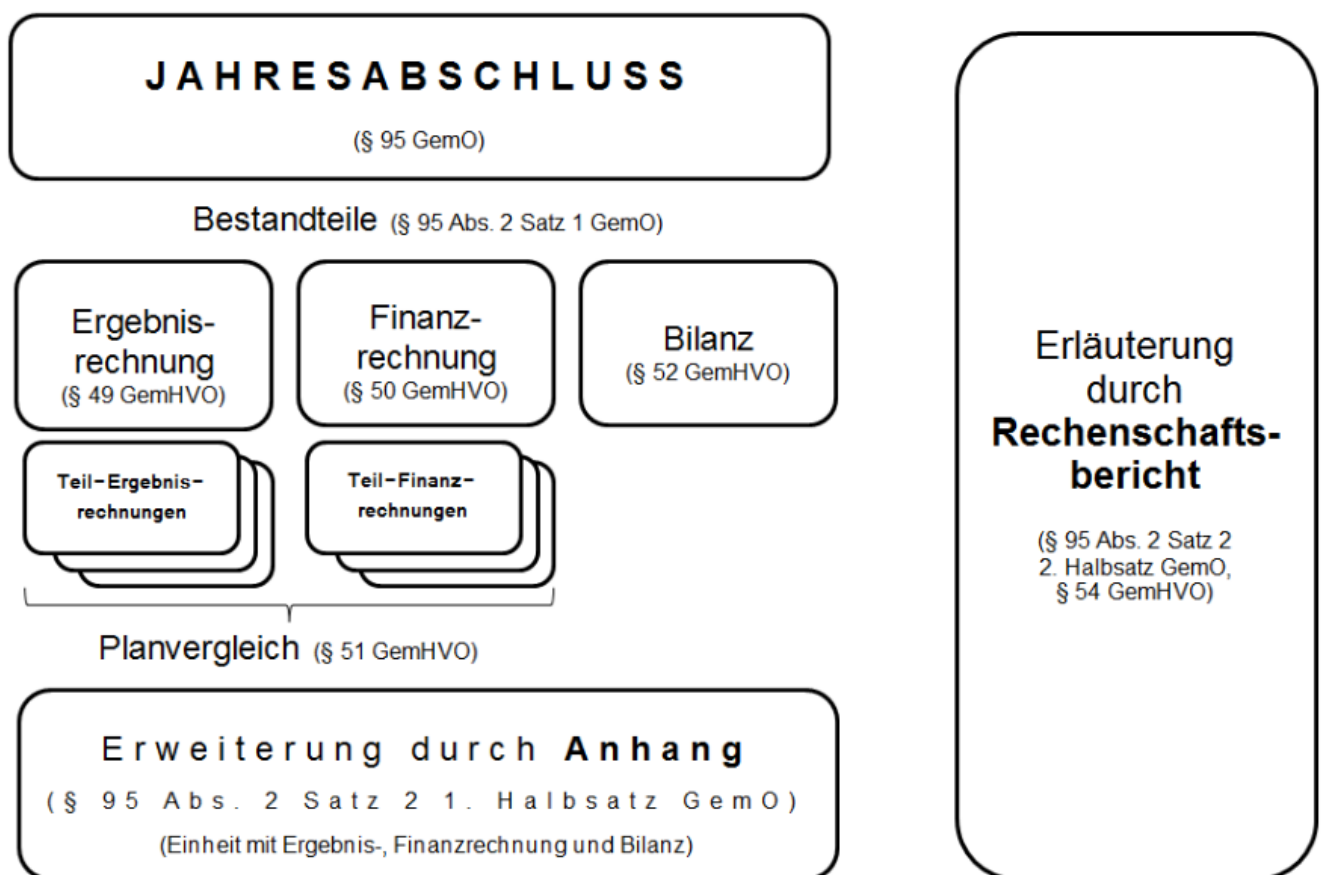 JAHRESABSCHLUSS
(§ 95 GemO)
Bestandteile (§ 95 Abs. 2 Satz 1 GemO)
Ergebnis-
rechnung
(§ 49 GemHVO)
Finanz-
rechnung
(§ 50 GemHVO)
Bilanz
(§ 52 GemHVO)
Teil-Ergebnis-
rechnungen
Teil-Finanz-
rechnungen
Planvergleich (§ 51 GemHVO)
Erweiterung durch Anhang
(§ 95 Abs. 2 Satz 2 1. Halbsatz GemO)
(Einheit mit Ergebnis-, Finanzrechnung und Bilanz)
Erläuterung
durch
Rechenschafts-
bericht
(§ 95 Abs. 2 Satz 2
2. Halbsatz GemO,
§ 54 GemHVO)